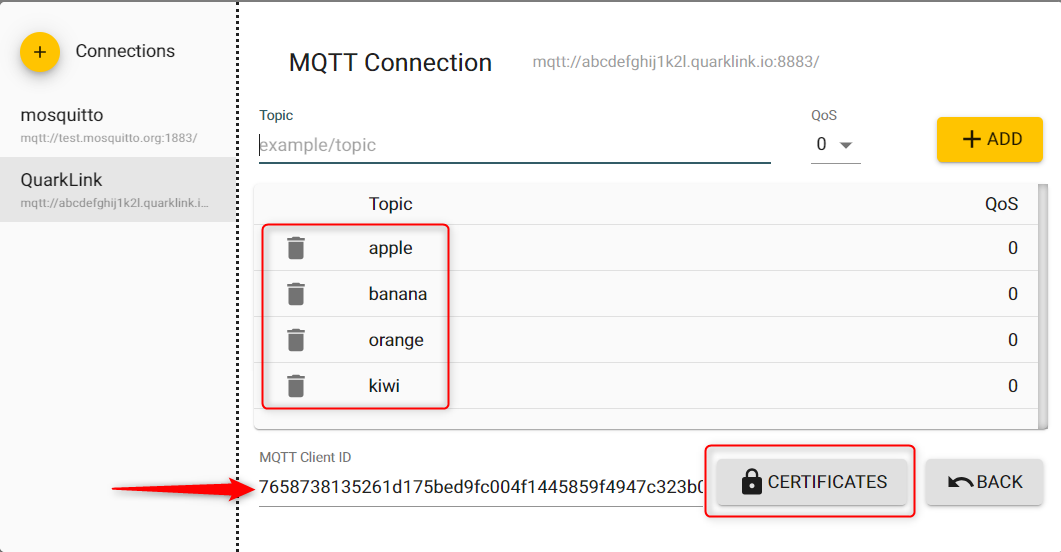 + Connections
mosquitto
mqtt://test.mosquitto.org:1883/
QuarkLink
mqtt://abcdefghij1k2l.quarklink.i...
MQTT Connection mqtt://abcdefghij1k2l.quarklink.io:8883/
Topic QoS
example/topic 0 + ADD
Topic QoS
apple 0
banana 0
orange 0
kiwi 0
MQTT Client ID
7658738135261d175bed9fc004f1445859f4947c323b0 CERTIFICATES BACK